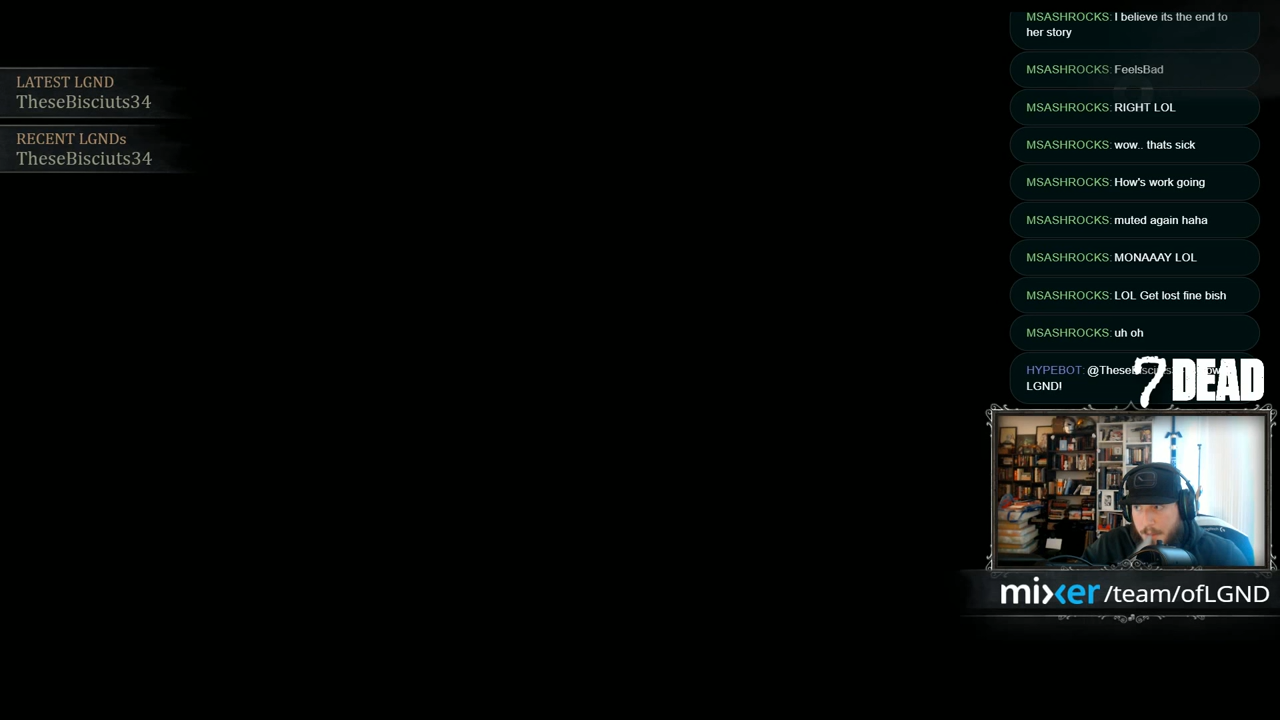 LATEST LGND
TheseBisciuts34
RECENT LGNDs
TheseBisciuts34
MSASHROCKS: I believe its the end to
her story
MSASHROCKS: FeelsBad
MSASHROCKS: RIGHT LOL
MSASHROCKS: wow.. thats sick
MSASHROCKS: How's work going
MSASHROCKS: muted again haha
MSASHROCKS: MONAAAY LOL
MSASHROCKS: LOL Get lost fine bish
MSASHROCKS: uh oh
HYPEBOT:
LGND!
7 DEAD
mixer /team/ofLGND